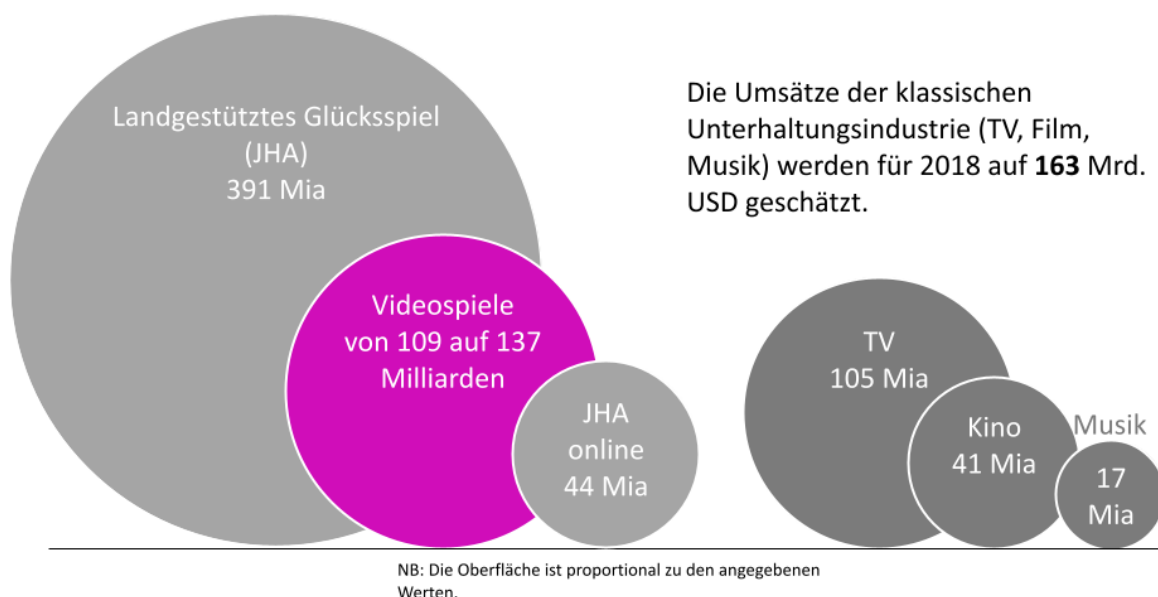 Landgestütztes Glücksspiel
(JHA)
391 Mia
Videospiele
von 109 auf 137
Milliarden
JHA
online
44 Mia
Die Umsätze der klassischen
Unterhaltungsindustrie (TV, Film,
Musik) werden für 2018 auf 163 Mrd.
USD geschätzt.
TV
105 Mia
Kino
41 Mia
Musik
17
Mia
NB: Die Oberfläche ist proportional zu den angegebenen
Werten.